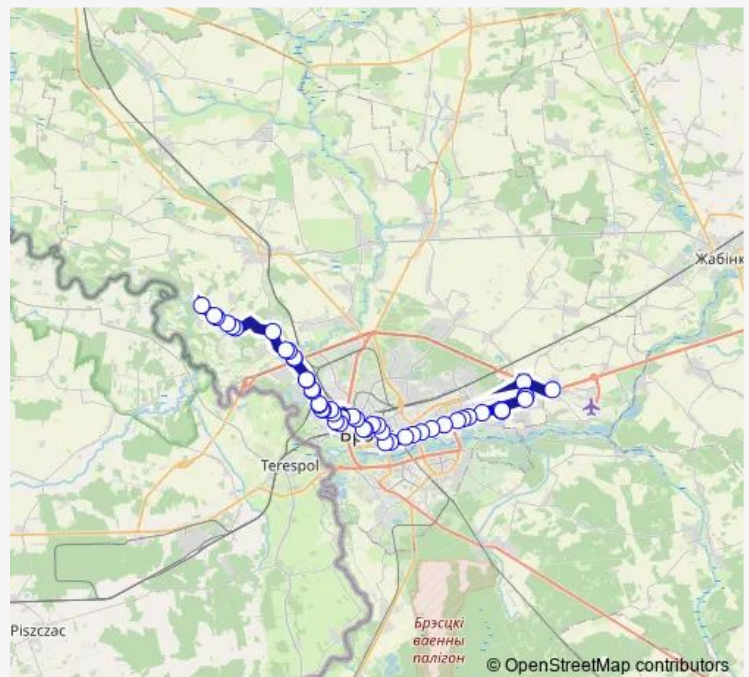 Жабінк
Terespol
Piszczac
Брэсцкі
ваенны
палігон
© OpenStreetMap contributors